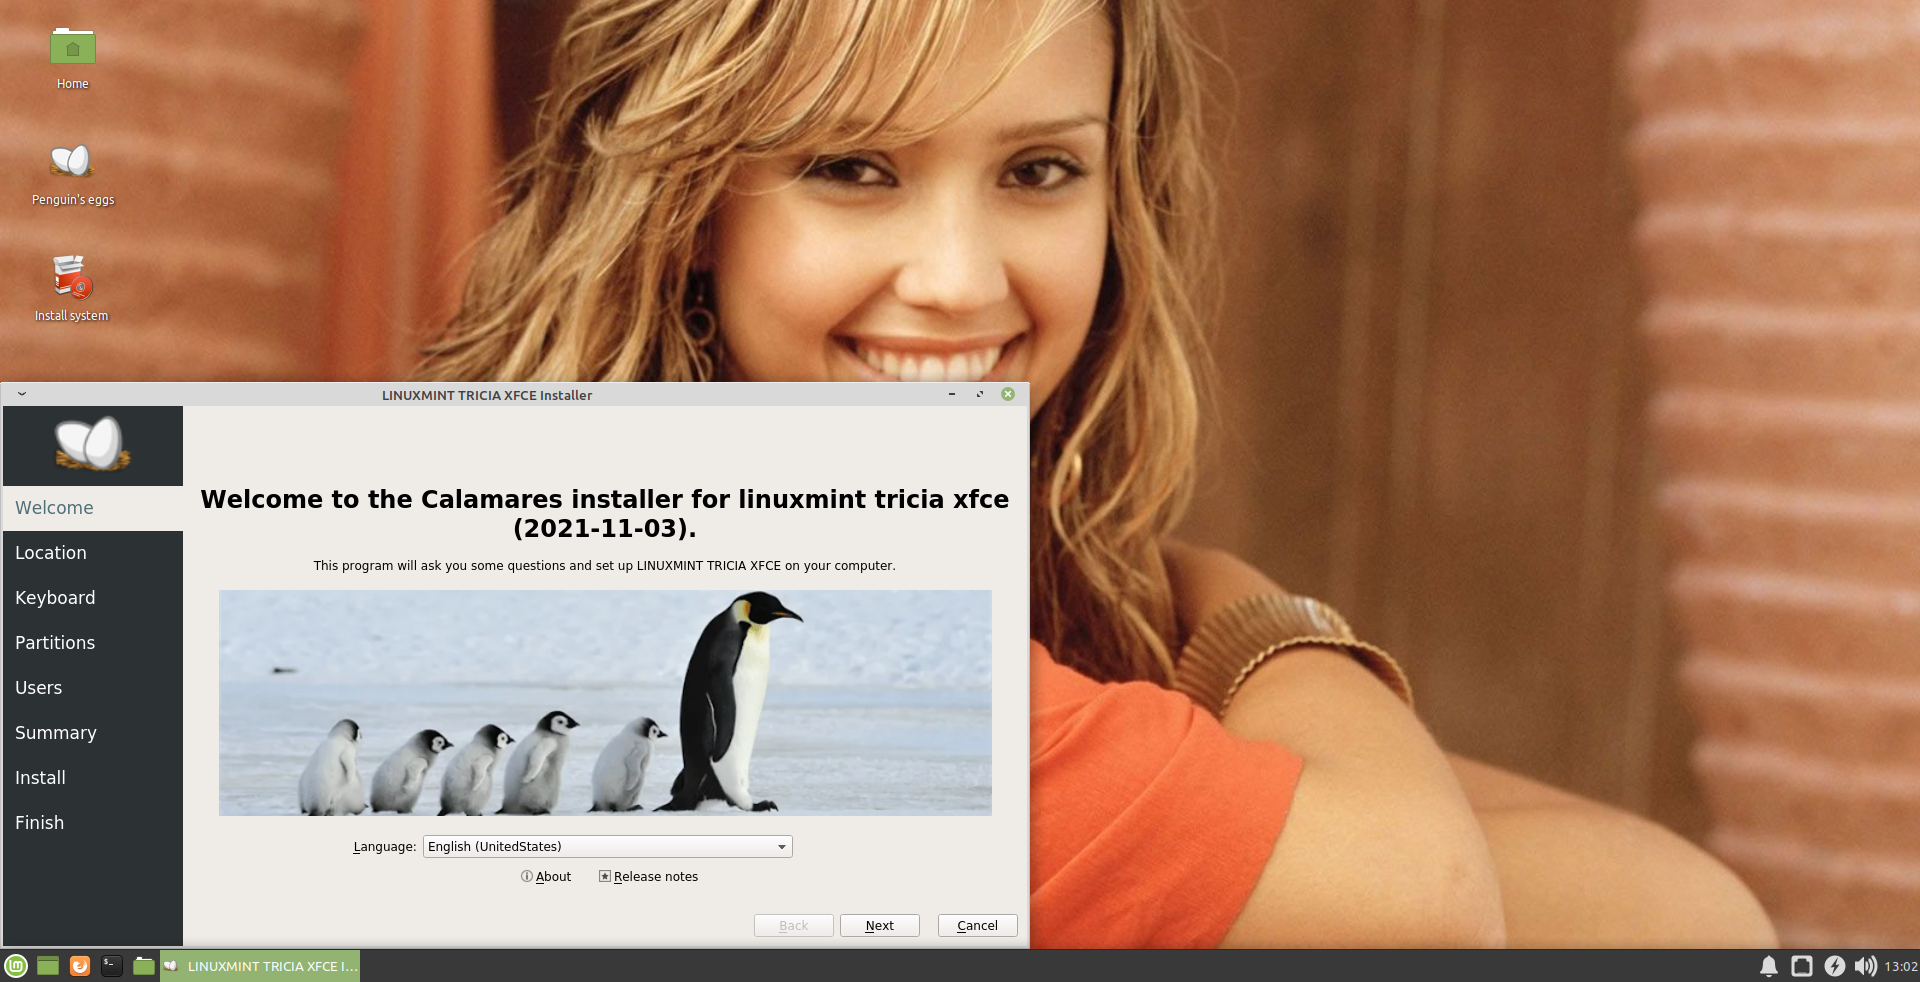 Home
Penguin's eggs
Install system
LINUXMINT TRICIA XFCE Installer
Welcome
Location
Keyboard
Partitions
Users
Summary
Install
Finish
Welcome to the Calamares installer for linuxmint tricia xfce
(2021-11-03).
This program will ask you some questions and set up LINUXMINT TRICIA XFCE on your computer.
Language: English (UnitedStates)
About Release notes
Back Next Cancel
LINUXMINT TRICIA XFCE I...
13:02